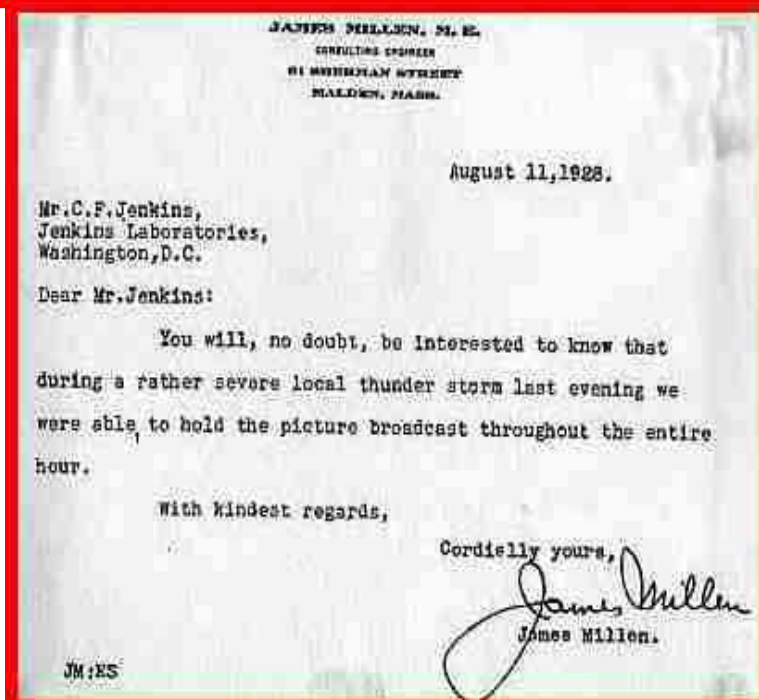 JAMES MILLEN, M. E.
CONSULTING ENGINEER
61 SHERMAN STREET
MALDEN, MASS.
August 11,1928.
Mr.C.F.Jenkins,
Jenkins Laboratories,
Washington,D.C.
Dear Mr.Jenkins:
You will, no doubt, be interested to know that
during a rather severe local thunder storm last evening we
were able, to hold the picture broadcast throughout the entire
hour.
With kindest regards,
Cordially yours,
James Millen
James Millen.
JM:ES